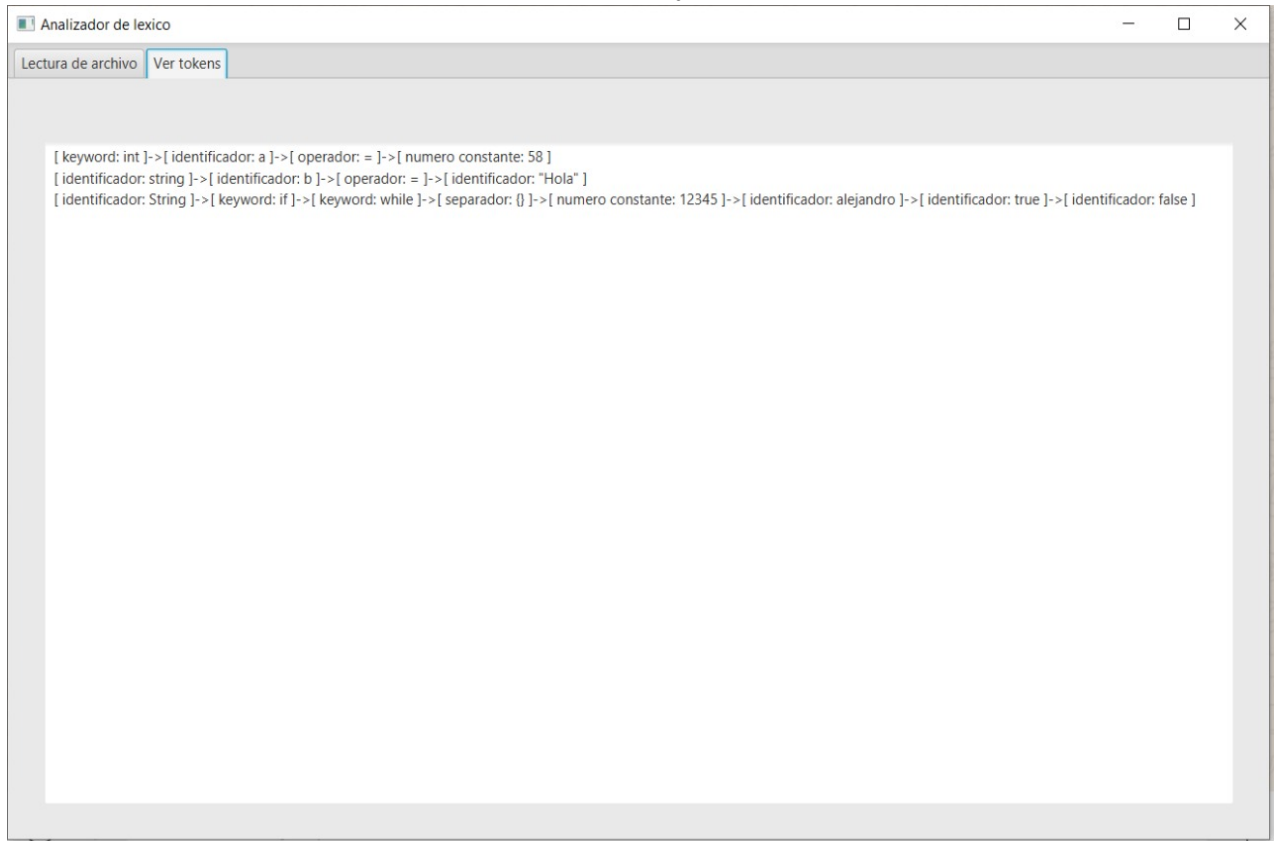 Analizador de lexico
Lectura de archivo Ver tokens
[ keyword: int ]->[ identificador: a ]->[ operador: = ]->[ numero constante: 58 ]
[ identificador: string ]->[ identificador: b ]->[ operador: = ]->[ identificador: "Hola" ]
[ identificador: String ]->[ keyword: if ]->[ keyword: while ]->[ separador: {} ]->[ numero constante: 12345 ]->[ identificador: alejandro ]->[ identificador: true ]->[ identificador: false ]